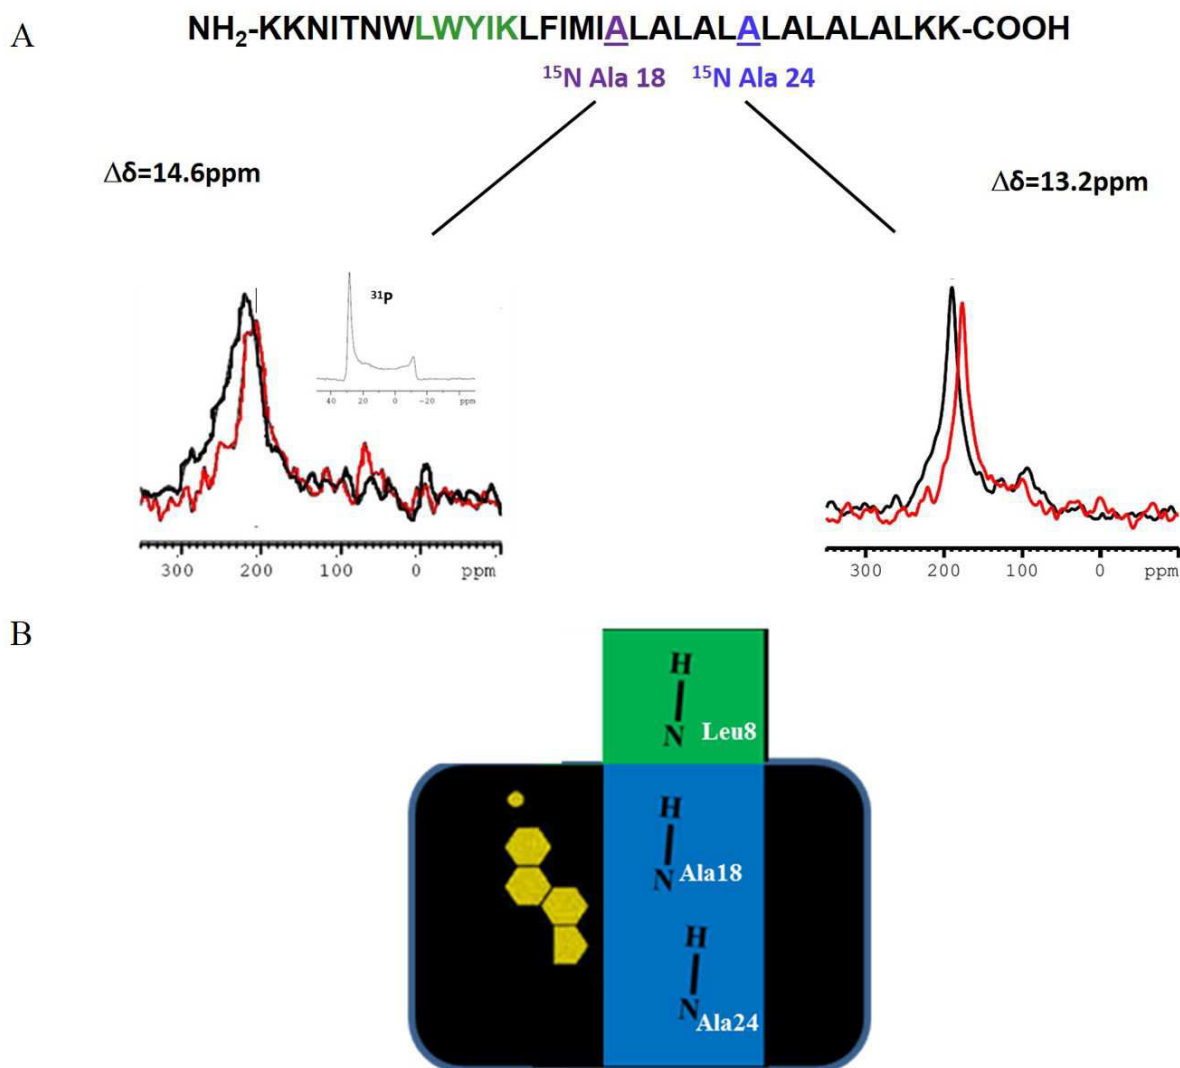 A
NH₂-KKNITNWLWYIKLFIMIALALALALALALALKK-COOH
¹⁵N Ala 18 ¹⁵N Ala 24
Δδ=14.6ppm
Δδ=13.2ppm
³¹P
40 20 0 -20 ppm
300 200 100 0 ppm
300 200 100 0 ppm
B
H
N
Leu8
H
N
Ala18
H
N
Ala24